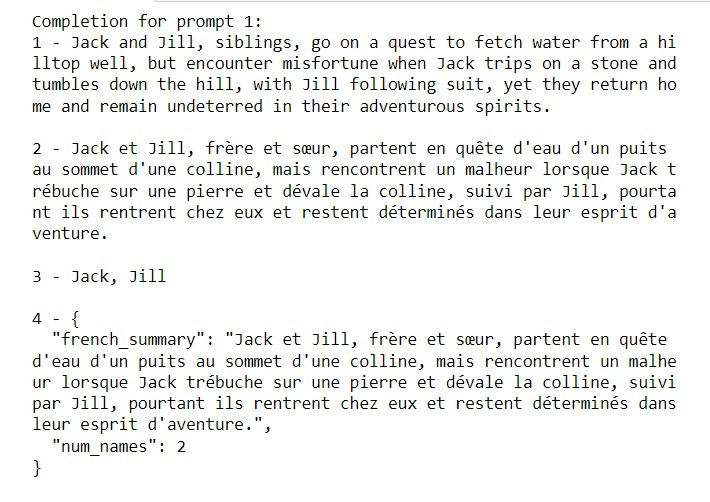 Completion for prompt 1:
1 - Jack and Jill, siblings, go on a quest to fetch water from a hi
lltop well, but encounter misfortune when Jack trips on a stone and
tumbles down the hill, with Jill following suit, yet they return ho
me and remain undeterred in their adventurous spirits.
2 - Jack et Jill, frère et sœur, partent en quête d'eau d'un puits
au sommet d'une colline, mais rencontrent un malheur lorsque Jack t
rébuche sur une pierre et dévale la colline, suivi par Jill, pourta
nt ils rentrent chez eux et restent déterminés dans leur esprit d'a
venture.
3 - Jack, Jill
4 - {
  "french_summary": "Jack et Jill, frère et sœur, partent en quête
d'eau d'un puits au sommet d'une colline, mais rencontrent un malhe
ur lorsque Jack trébuche sur une pierre et dévale la colline, suivi
par Jill, pourtant ils rentrent chez eux et restent déterminés dans
leur esprit d'aventure.",
  "num_names": 2
}